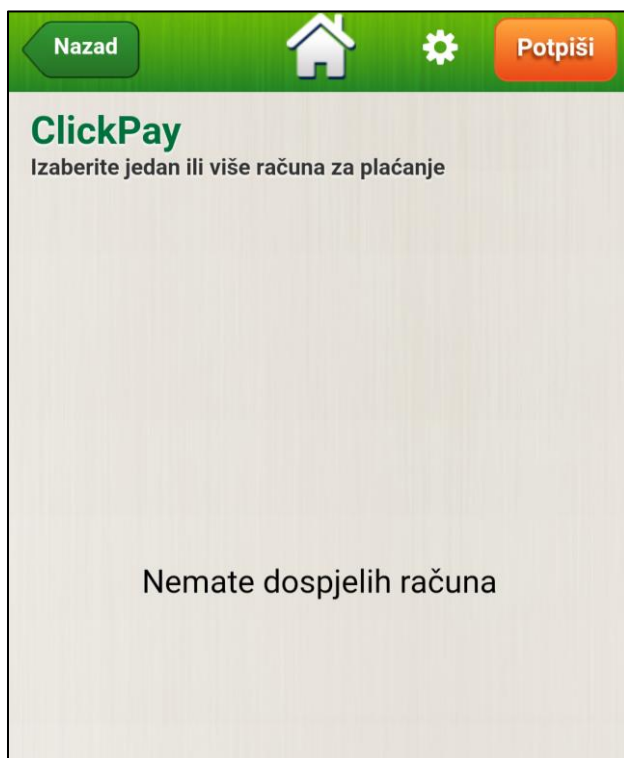 Nazad
Potpiši
ClickPay
Izaberite jedan ili više računa za plaćanje
Nemate dospjelih računa